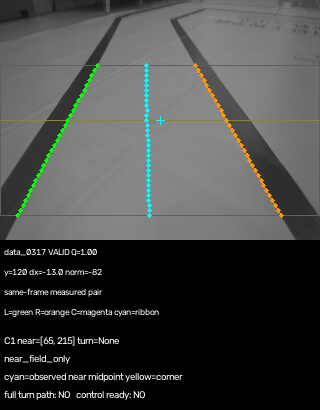 data_0317 VALID Q=1.00
y=120 dx=-13.0 norm=-82
same-frame measured pair
L=green R=orange C=magenta cyan=ribbon
C1 near=[65, 215] turn=None
near_field_only
cyan=observed near midpoint yellow=corner
full turn path: NO control ready: NO